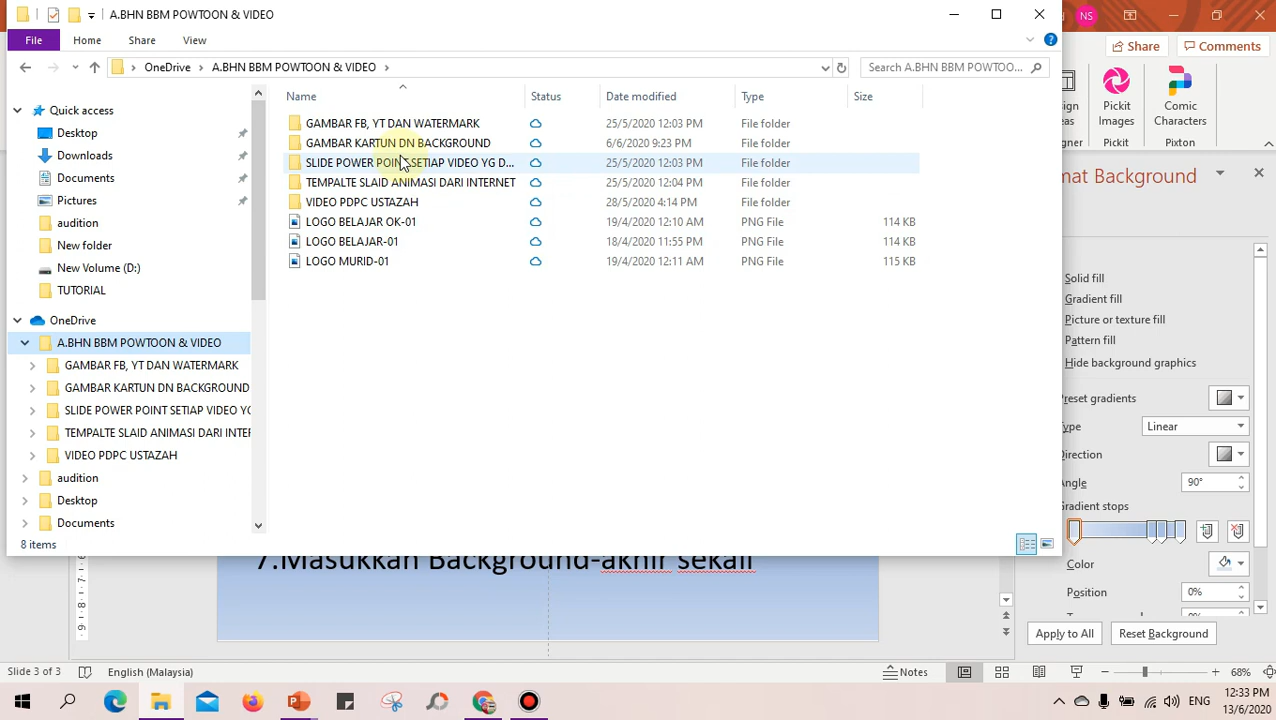 A.BHN BBM POWTOON & VIDEO
NS
File
Home
Share
View
Share
Comments
OneDrive
A.BHN BBM POWTOON & VIDEO
Search A.BHN BBM POWTOO...
Pickit Images
Comic Characters
Pickit
Pixton
Name
Status
Date modified
Type
Size
Quick access
Desktop
Downloads
Documents
Pictures
audition
New folder
New Volume (D:)
TUTORIAL
OneDrive
A.BHN BBM POWTOON & VIDEO
GAMBAR FB, YT DAN WATERMARK
GAMBAR KARTUN DN BACKGROUND
SLIDE POWER POINT SETIAP VIDEO YG
TEMPALTE SLAID ANIMASI DARI INTER
VIDEO PDPC USTAZAH
audition
Desktop
Documents
GAMBAR FB, YT DAN WATERMARK 25/5/2020 12:03 PM File folder
GAMBAR KARTUN DN BACKGROUND 6/6/2020 9:23 PM File folder
SLIDE POWER POINT SETIAP VIDEO YG D... 25/5/2020 12:03 PM File folder
TEMPALTE SLAID ANIMASI DARI INTERNET 25/5/2020 12:04 PM File folder
VIDEO PDPC USTAZAH 28/5/2020 4:14 PM File folder
LOGO BELAJAR OK-01 19/4/2020 12:10 AM PNG File 114 KB
LOGO BELAJAR-01 18/4/2020 11:55 PM PNG File 114 KB
LOGO MURID-01 19/4/2020 12:11 AM PNG File 115 KB
8 items
mat Background
Solid fill
Gradient fill
Picture or texture fill
Pattern fill
Hide background graphics
Preset gradients
Type
Linear
Direction
Angle
90°
Gradient stops
Color
Position
0%
Apply to All
Reset Background
7.Masukkan Background-akhir sekali
Slide 3 of 3
English (Malaysia)
Notes
68%
ENG
12:33 PM
13/6/2020